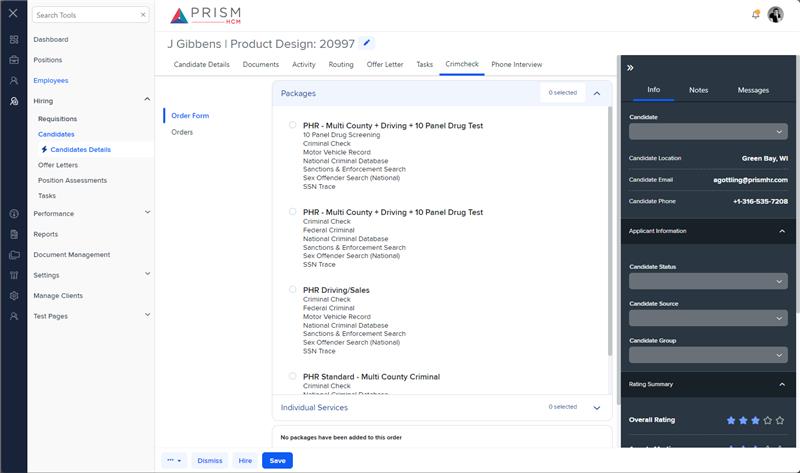 Search Tools
PRISM
HCM
Dashboard
Positions
Employees
Hiring
Requisitions
Candidates
Candidates Details
Offer Letters
Position Assessments
Tasks
Performance
Reports
Document Management
Settings
Manage Clients
Test Pages
J Gibbens | Product Design: 20997
Candidate Details Documents Activity Routing Offer Letter Tasks Crimcheck Phone Interview
Order Form
Orders
Packages 0 selected
PHR - Multi County + Driving + 10 Panel Drug Test
10 Panel Drug Screening
Criminal Check
Motor Vehicle Record
National Criminal Database
Sanctions & Enforcement Search
Sex Offender Search (National)
SSN Trace
PHR - Multi County + Driving + 10 Panel Drug Test
Criminal Check
Federal Criminal
National Criminal Database
Sanctions & Enforcement Search
Sex Offender Search (National)
SSN Trace
PHR Driving/Sales
Criminal Check
Federal Criminal
Motor Vehicle Record
National Criminal Database
Sanctions & Enforcement Search
Sex Offender Search (National)
SSN Trace
PHR Standard - Multi County Criminal
Criminal Check
National Criminal Database
Individual Services 0 selected
No packages have been added to this order
Dismiss Hire Save
Info Notes Messages
Candidate
Candidate Location Green Bay, WI
Candidate Email agottling@prismhr.com
Candidate Phone +1-316-535-7208
Applicant Information
Candidate Status
Candidate Source
Candidate Group
Rating Summary
Overall Rating